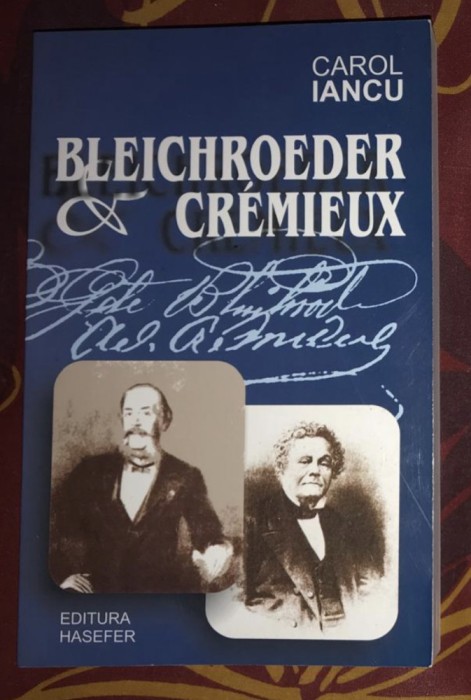 CAROL
IANCU
BLEICHROEDER
& CRÉMIEUX
EDITURA
HASEFER